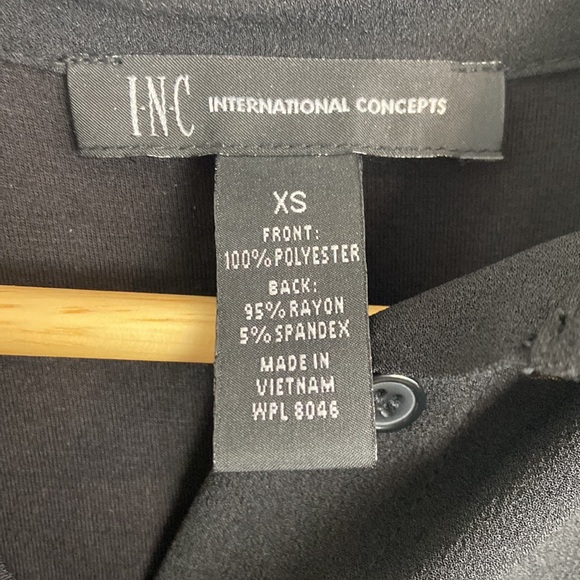 I·N·C INTERNATIONAL CONCEPTS
XS
FRONT:
100% POLYESTER
BACK:
95% RAYON
5% SPANDEX
MADE IN
VIETNAM
WPL 8046